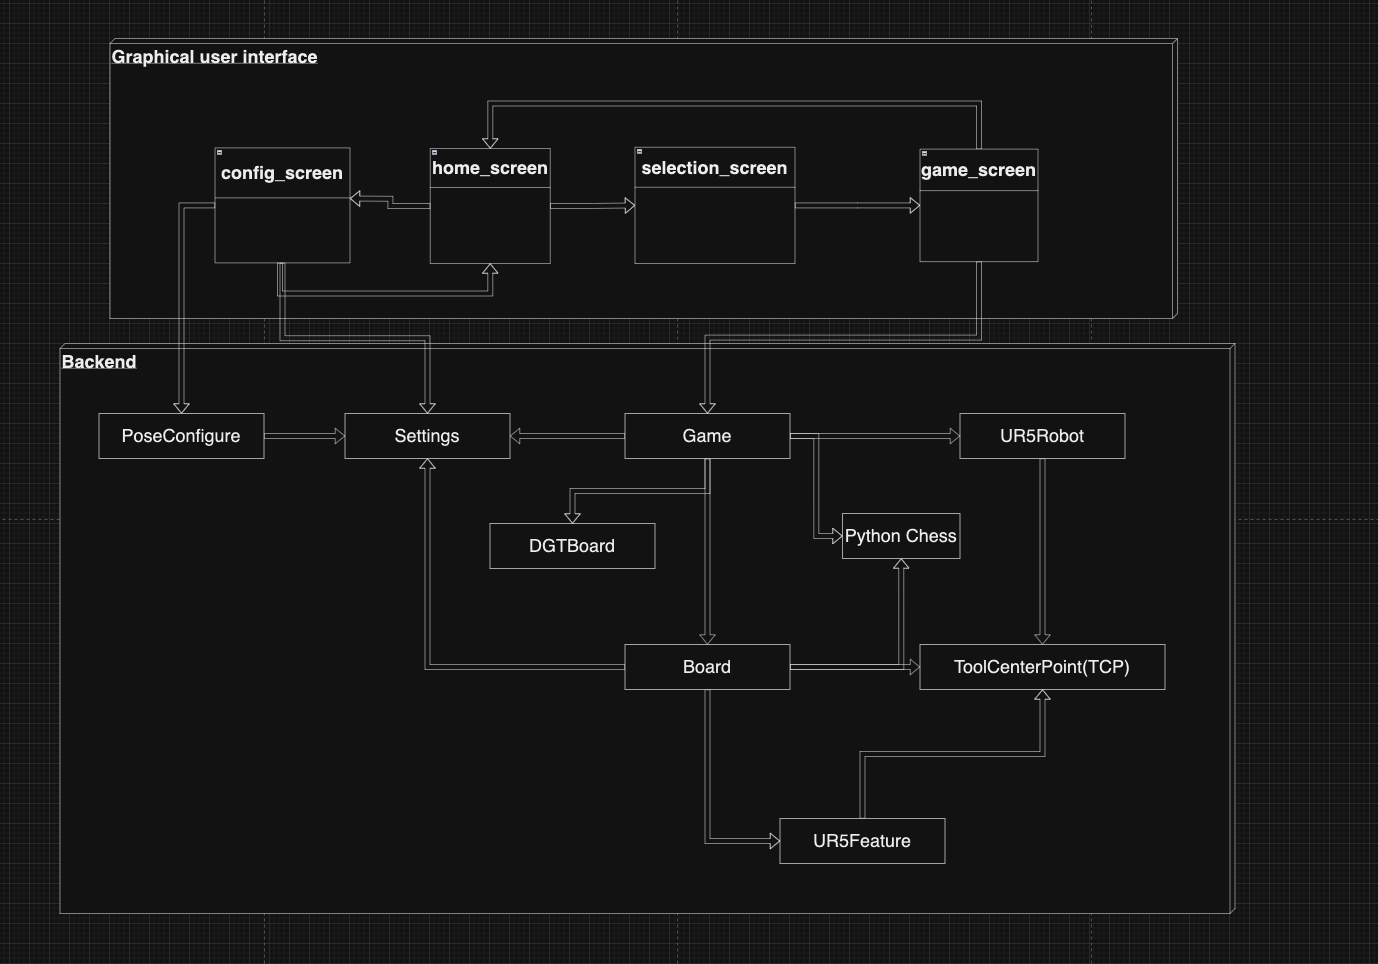 Graphical user interface
config_screen
home_screen
selection_screen
game_screen
Backend
PoseConfigure
Settings
Game
UR5Robot
DGTBoard
Python Chess
Board
ToolCenterPoint(TCP)
UR5Feature